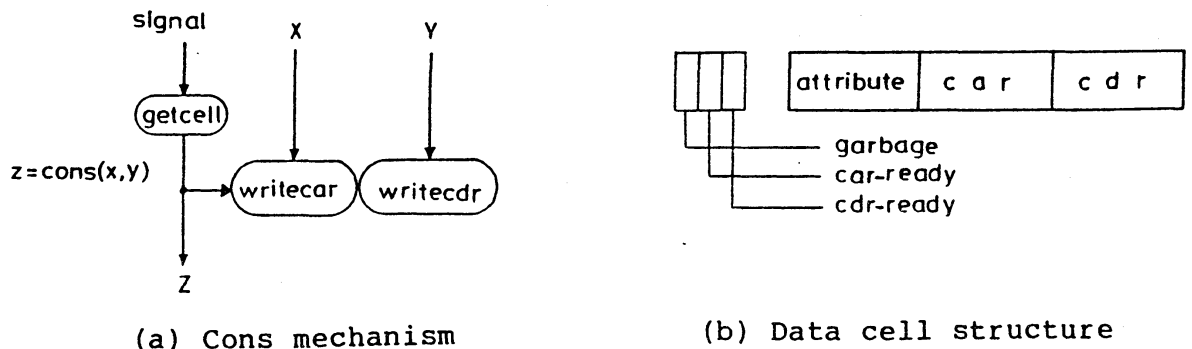 signal
X
Y
getcell
z=cons(x,y)
writecar
writecdr
Z
(a) Cons mechanism
attribute
car
cdr
garbage
car-ready
cdr-ready
(b) Data cell structure